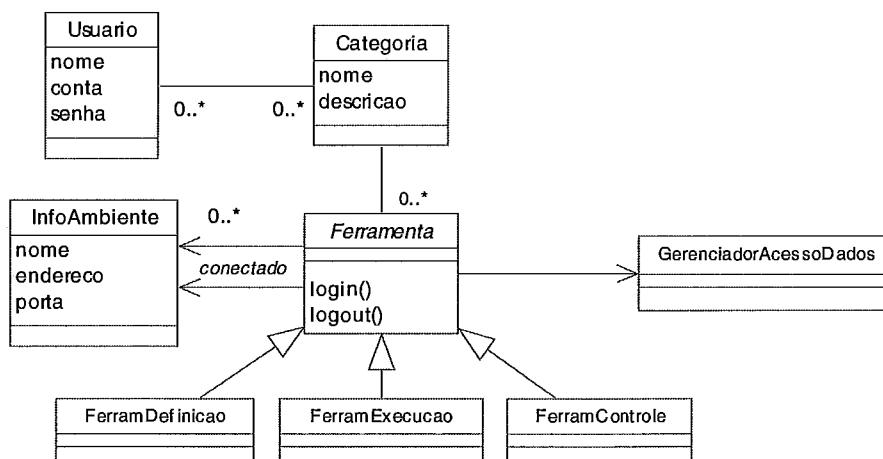 Usuario
nome
conta
senha
0..*
0..*
Categoria
nome
descricao
0..*
InfoAmbiente
nome
endereco
porta
0..*
conectado
Ferramenta
login()
logout()
GerenciadorAcessoDados
FerramDefinicao
FerramExecucao
FerramControle